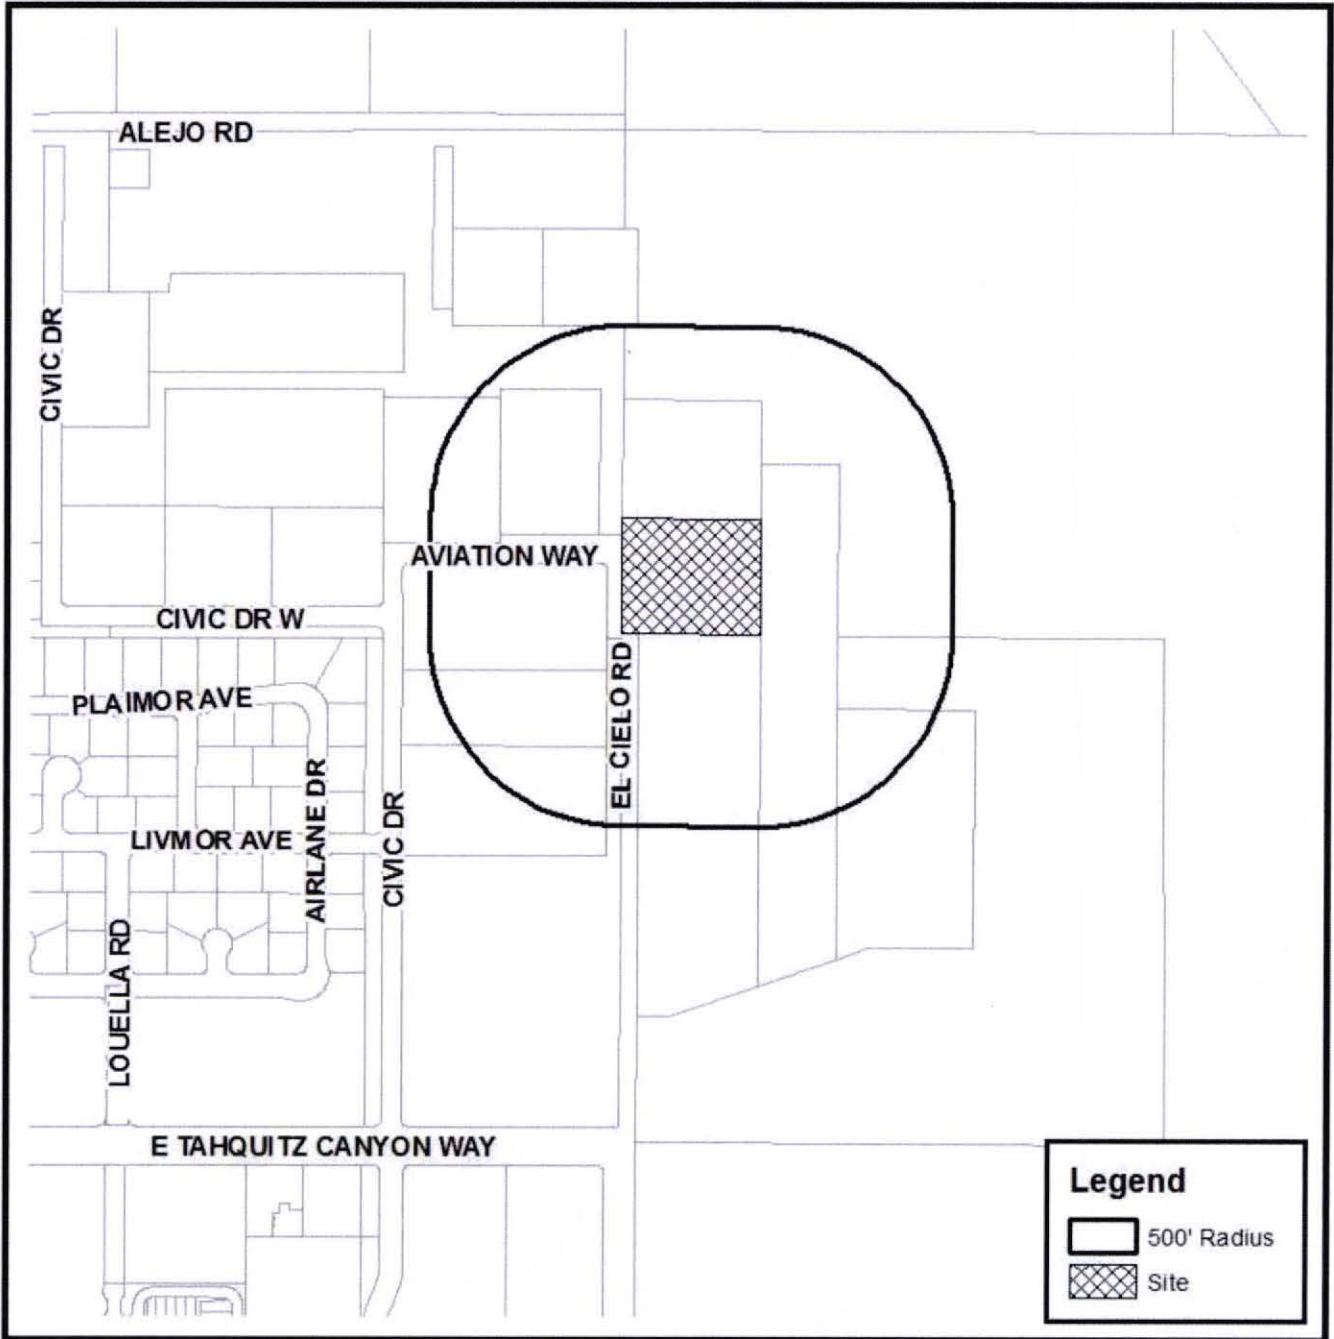 ALEJO RD
CIVIC DR
AVIATION WAY
CIVIC DR W
PLAIMOR AVE
EL CIELO RD
AIRLANE DR
CIVIC DR
LIVMOR AVE
LOUELLA RD
E TAHQUITZ CANYON WAY
Legend
500' Radius
Site